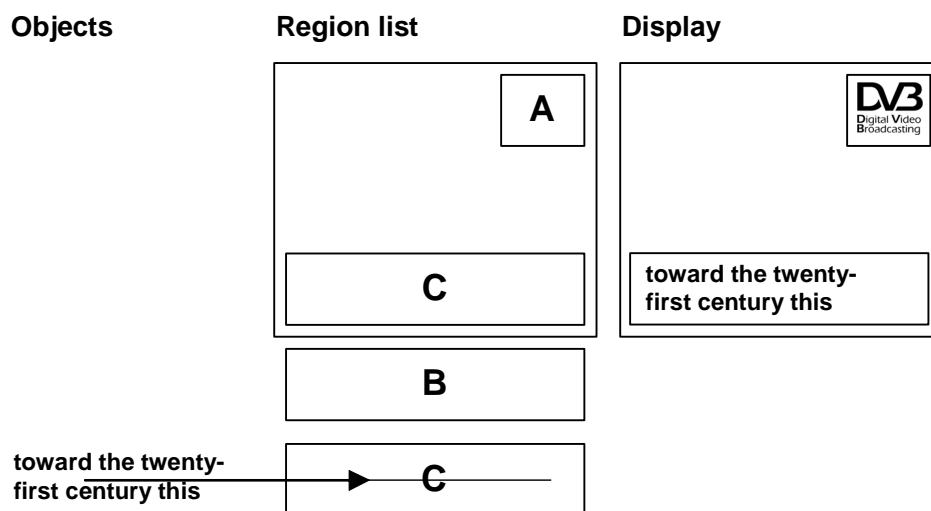 Objects Region list Display
A
DVB
Digital Video
Broadcasting
C
toward the twenty-
first century this
B
toward the twenty-
first century this
C